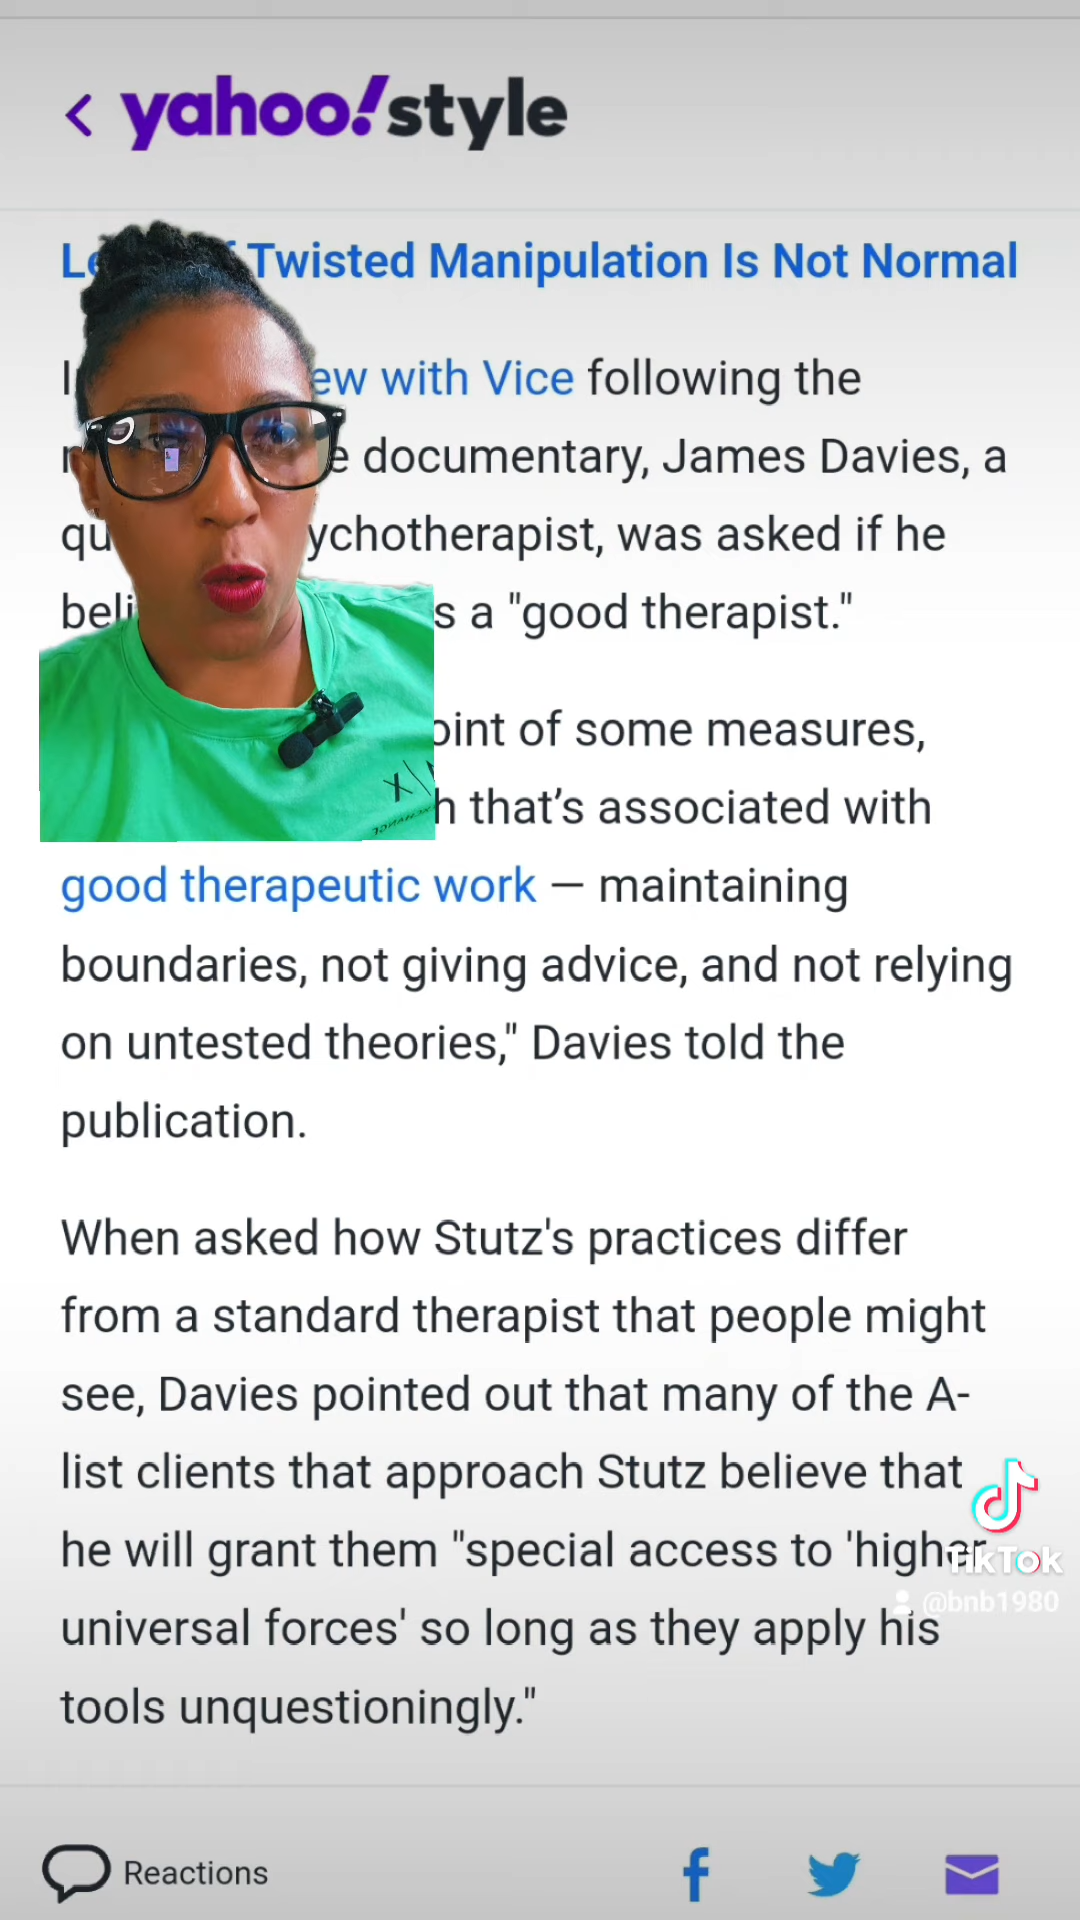 yahoo!style
Twisted Manipulation Is Not Normal
with Vice following the
documentary, James Davies, a
was asked if he
a "good therapist."
of some measures,
that's associated with
good therapeutic work — maintaining
boundaries, not giving advice, and not relying
on untested theories," Davies told the
publication.
When asked how Stutz's practices differ
from a standard therapist that people might
see, Davies pointed out that many of the A-
list clients that approach Stutz believe that
he will grant them "special access to 'higher
TikTok
@bnb1980
universal forces' so long as they apply his
tools unquestioningly."
Reactions